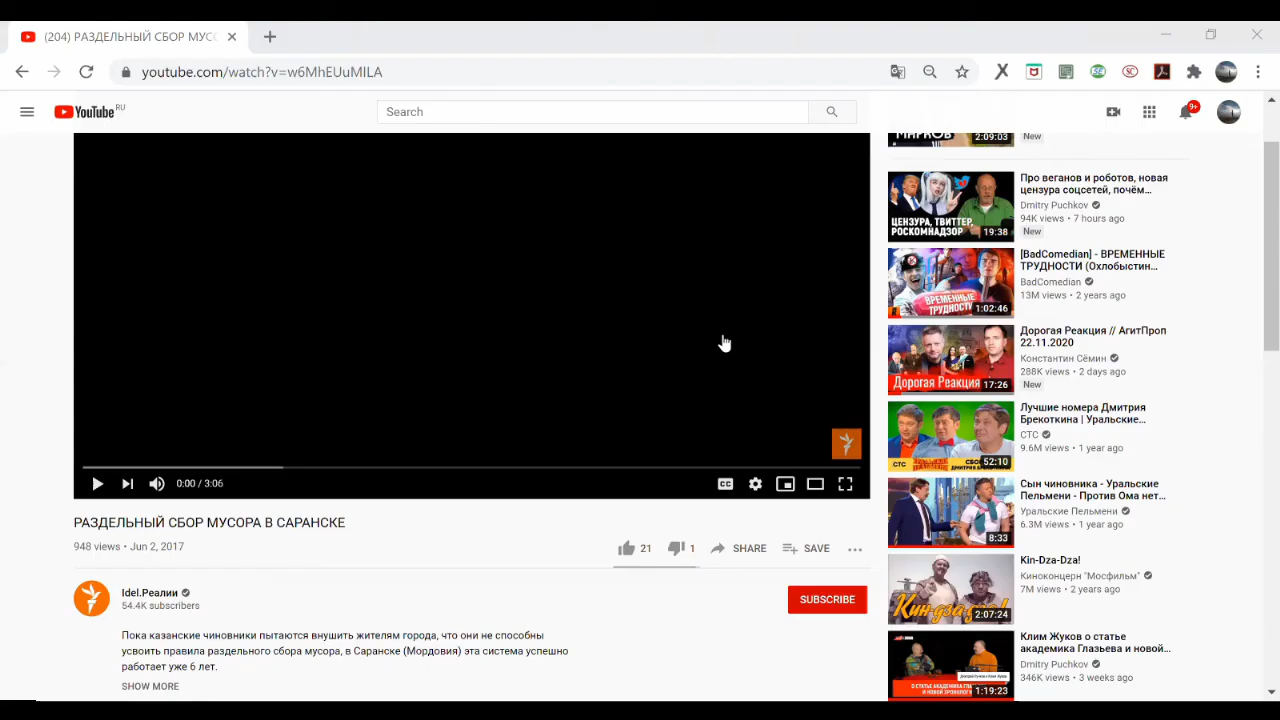 (204) РАЗДЕЛЬНЫЙ СБОР МУСС
youtube.com/watch?v=w6MhEUuMILA
YouTube RU
Search
9+
0:00 / 3:06
CC
РАЗДЕЛЬНЫЙ СБОР МУСОРА В САРАНСКЕ
948 views • Jun 2, 2017
21
1
SHARE
SAVE
Idel.Реалии
54.4K subscribers
SUBSCRIBE
Пока казанские чиновники пытаются внушить жителям города, что они не способны
усвоить правила раздельного сбора мусора, в Саранске (Мордовия) эта система успешно
работает уже 6 лет.
SHOW MORE
2:09:03
New
ЦЕНЗУРА, ТВИТТЕР,
РОСКОМНАДЗОР
19:38
Про веганов и роботов, новая
цензура соцсетей, почём...
Dmitry Puchkov
94K views • 7 hours ago
New
ВРЕМЕННЫЕ
ТРУДНОСТИ
1:02:46
[BadComedian] - ВРЕМЕННЫЕ
ТРУДНОСТИ (Охлобыстин...
BadComedian
13M views • 2 years ago
Дорогая Реакция
17:26
Дорогая Реакция // АгитПроп
22.11.2020
Константин Сёмин
288K views • 2 days ago
New
СТС
52:10
Лучшие номера Дмитрия
Брекоткина | Уральские...
СТС
9.6M views • 1 year ago
8:33
Сын чиновника - Уральские
Пельмени - Против Ома нет...
Уральские Пельмени
6.3M views • 1 year ago
Кин-дза-дза!
2:07:24
Kin-Dza-Dza!
Киноконцерн "Мосфильм"
7M views • 2 years ago
О СТАТЬЕ АКАДЕМИКА
И НОВОЙ ХРОНОЛОГИИ
1:19:23
Клим Жуков о статье
академика Глазьева и новой...
Dmitry Puchkov
346K views • 3 weeks ago